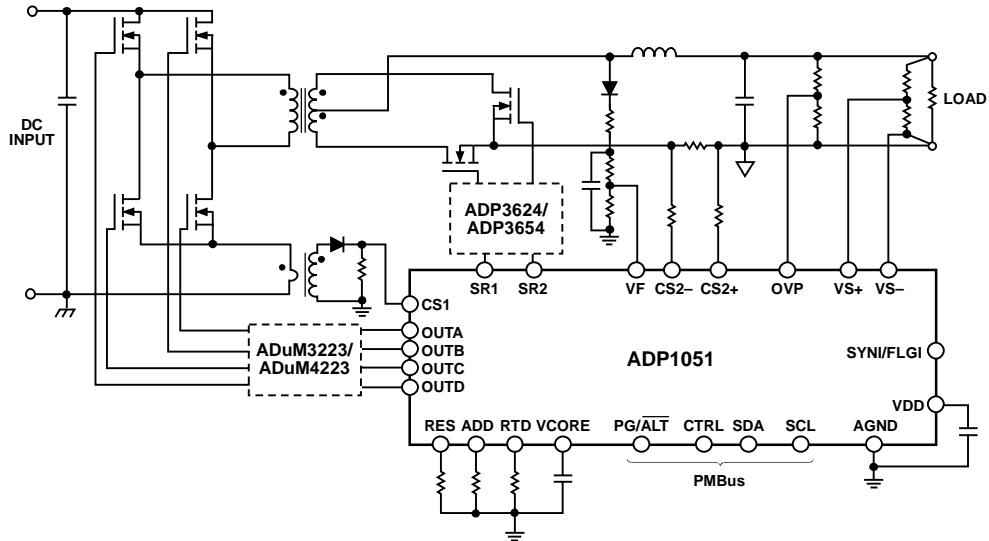 DC
INPUT
LOAD
ADP3624/
ADP3654
SR1 SR2 VF CS2– CS2+ OVP VS+ VS–
CS1
OUTA
OUTB
OUTC
OUTD
ADuM3223/
ADuM4223
ADP1051
SYNI/FLGI
VDD
RES ADD RTD VCORE PG/ALT CTRL SDA SCL AGND
PMBus